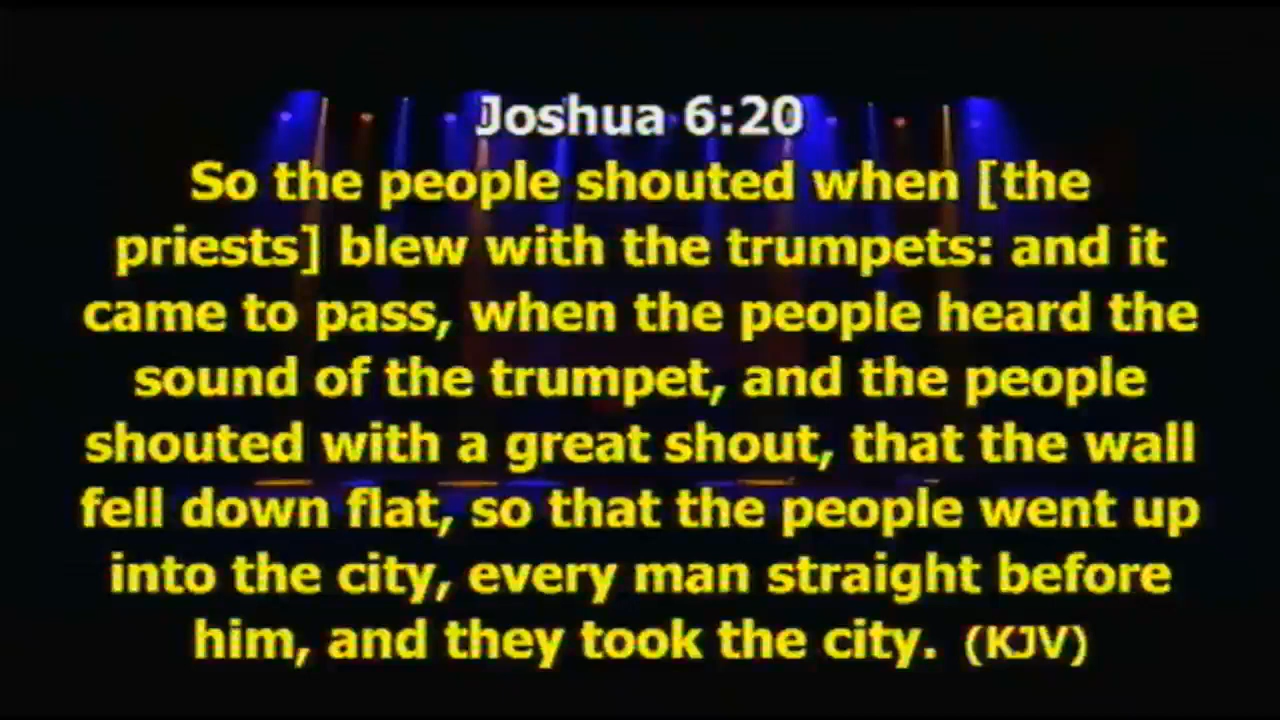 Joshua 6:20
So the people shouted when [the
priests] blew with the trumpets: and it
came to pass, when the people heard the
sound of the trumpet, and the people
shouted with a great shout, that the wall
fell down flat, so that the people went up
into the city, every man straight before
him, and they took the city. (KJV)